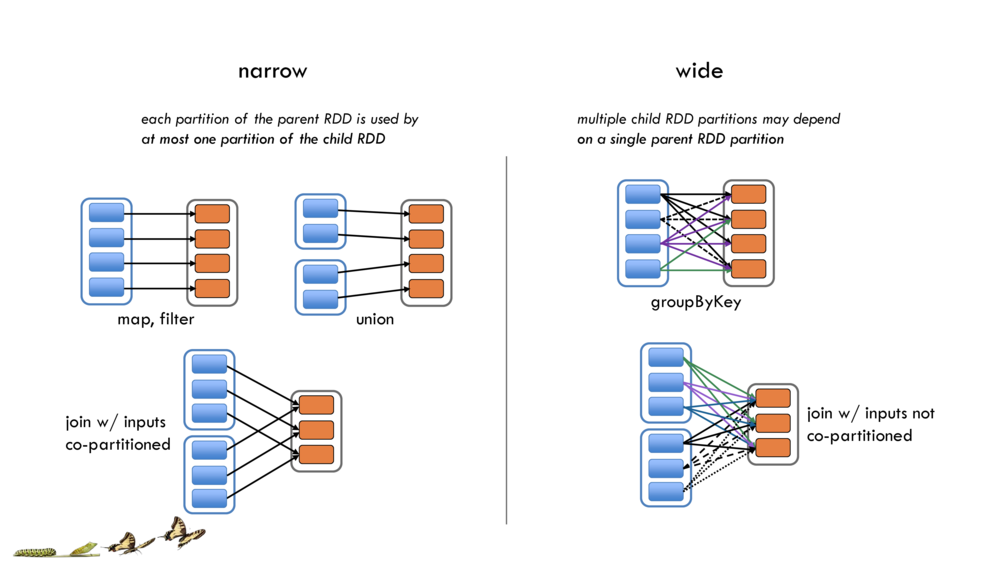 narrow
each partition of the parent RDD is used by
at most one partition of the child RDD
map, filter
union
join w/ inputs
co-partitioned
wide
multiple child RDD partitions may depend
on a single parent RDD partition
groupByKey
join w/ inputs not
co-partitioned